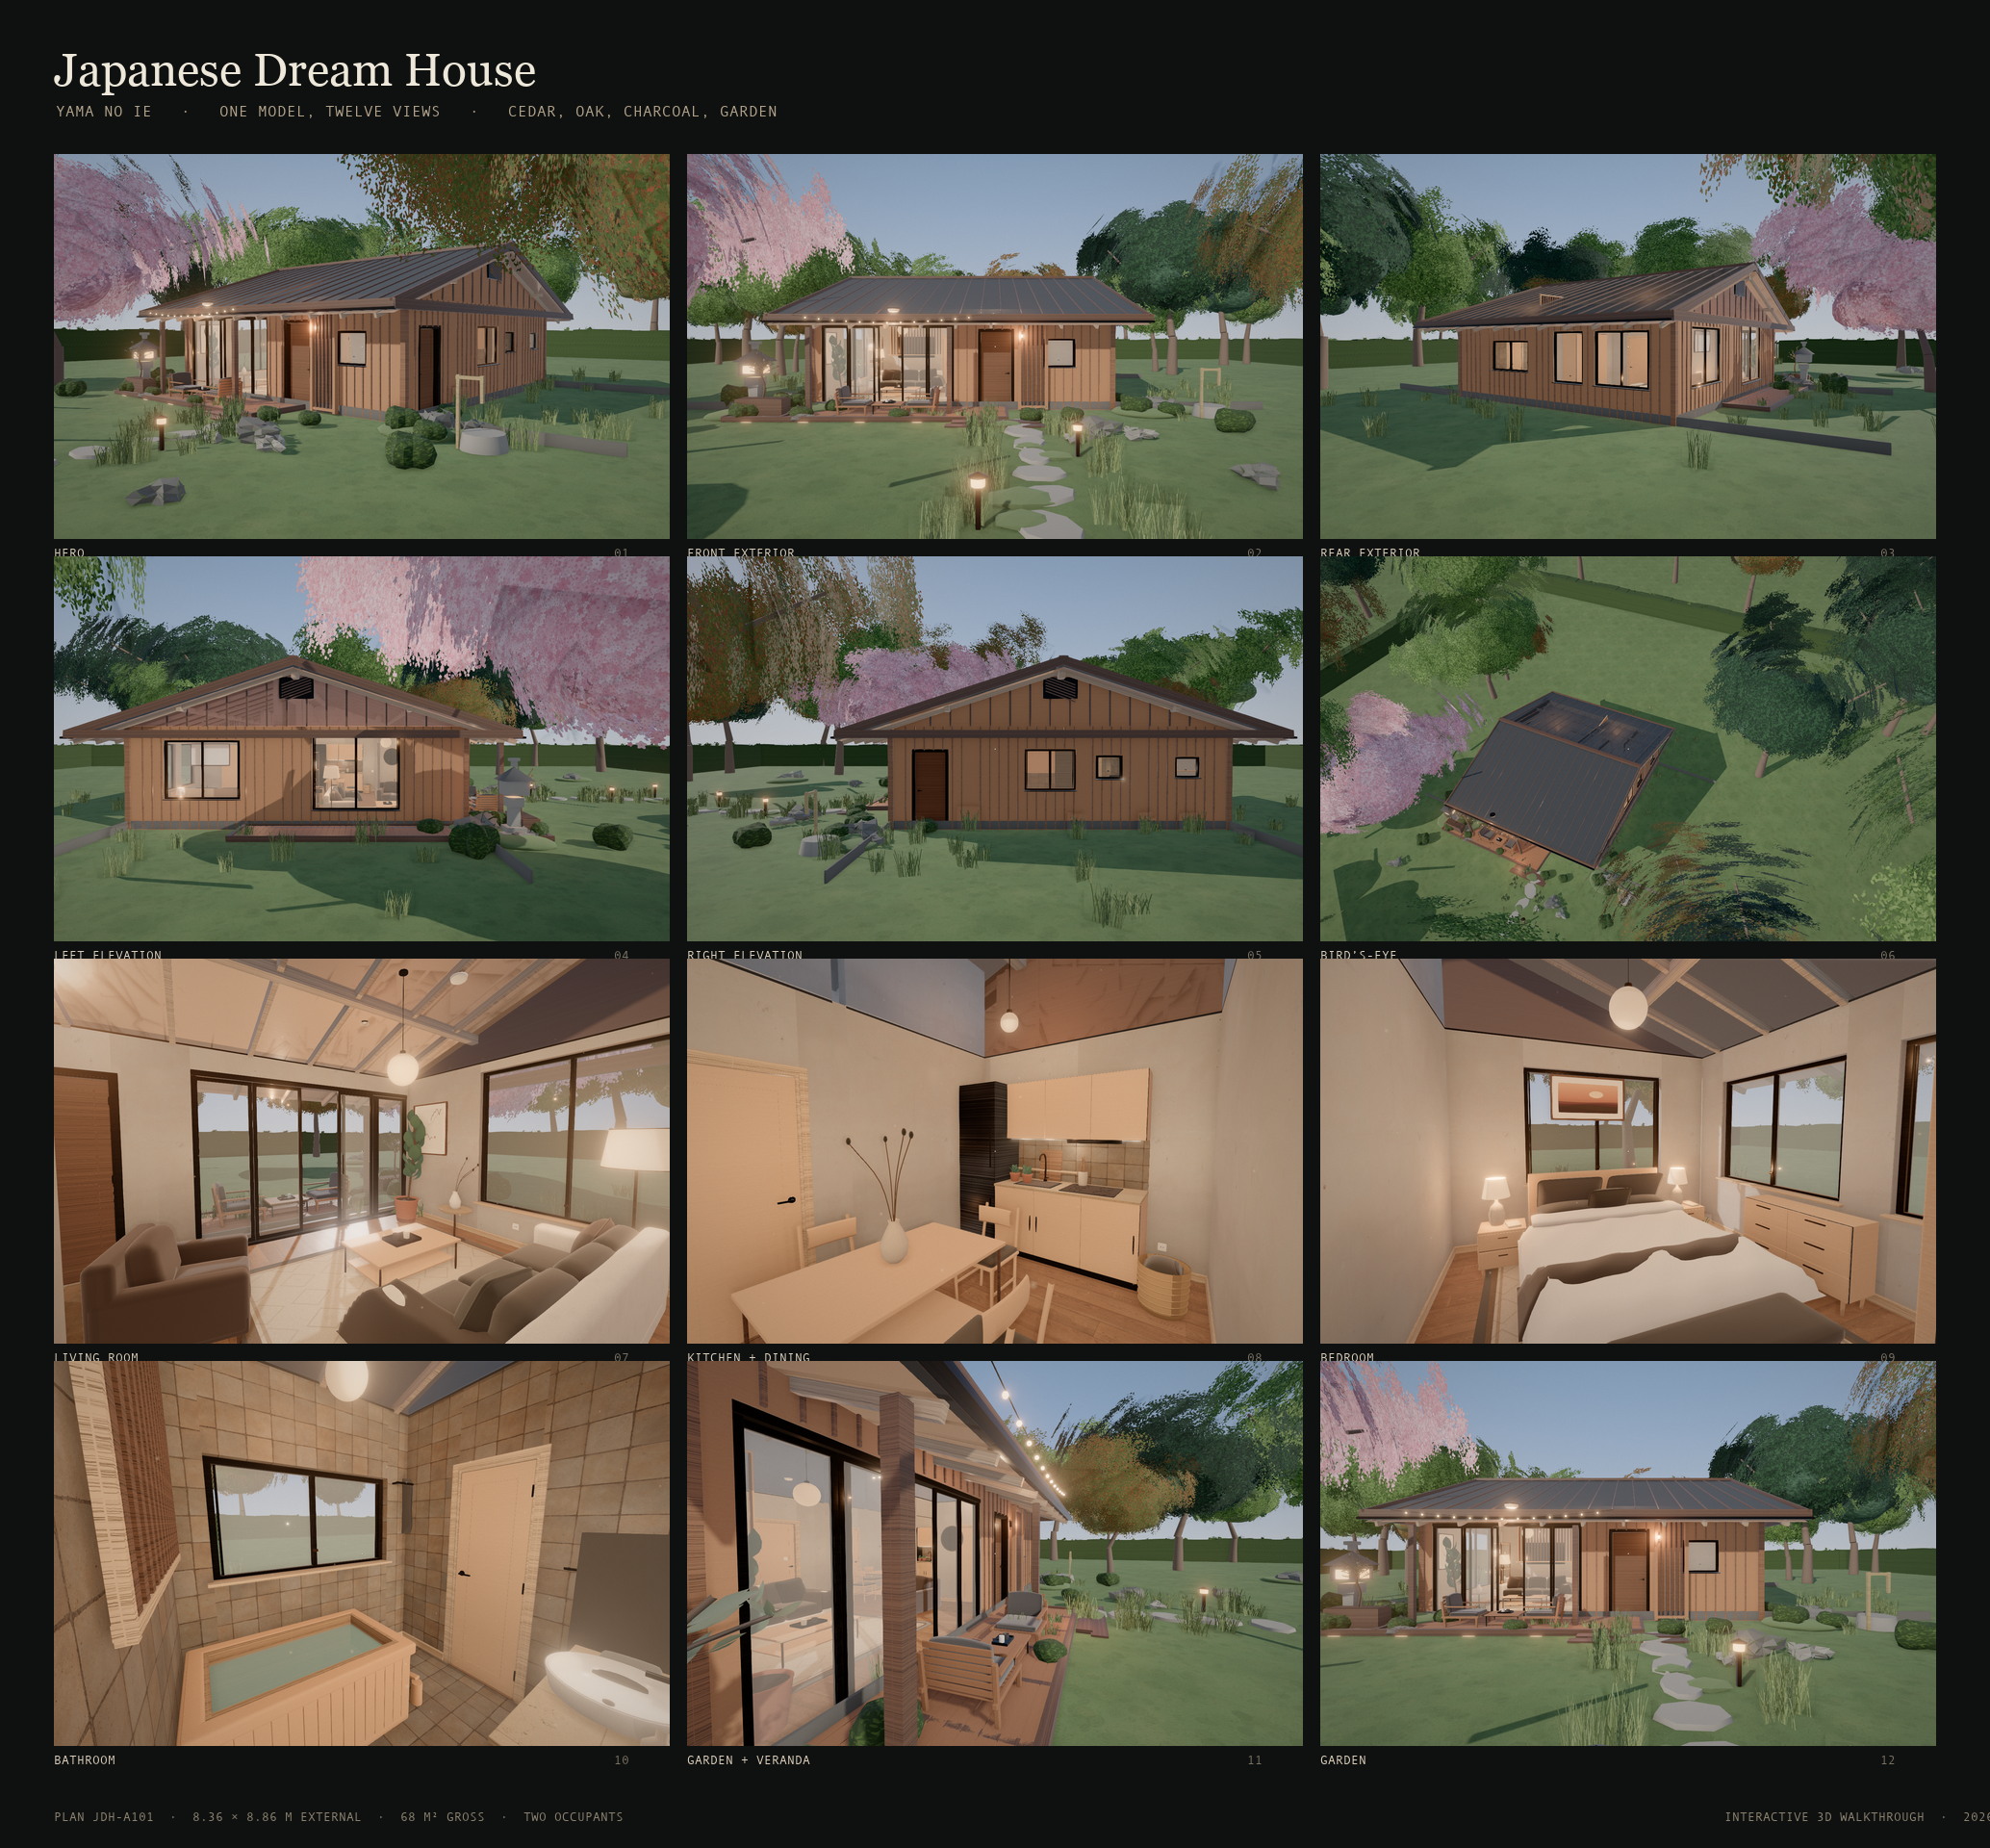 Japanese Dream House
YAMA NO IE · ONE MODEL, TWELVE VIEWS · CEDAR, OAK, CHARCOAL, GARDEN
HERO 01
FRONT EXTERIOR 02
REAR EXTERIOR 03
LEFT ELEVATION 04
RIGHT ELEVATION 05
BIRD'S-EYE 06
LIVING ROOM 07
KITCHEN + DINING 08
BEDROOM 09
BATHROOM 10
GARDEN + VERANDA 11
GARDEN 12
PLAN JDH-A101 · 8.36 × 8.86 M EXTERNAL · 68 M² GROSS · TWO OCCUPANTS
INTERACTIVE 3D WALKTHROUGH ·